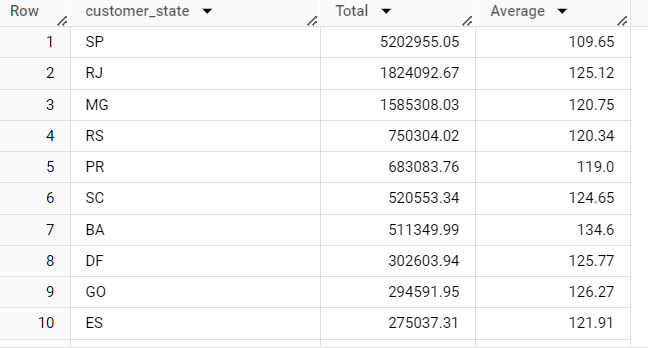 Row customer_state Total Average
1 SP 5202955.05 109.65
2 RJ 1824092.67 125.12
3 MG 1585308.03 120.75
4 RS 750304.02 120.34
5 PR 683083.76 119.0
6 SC 520553.34 124.65
7 BA 511349.99 134.6
8 DF 302603.94 125.77
9 GO 294591.95 126.27
10 ES 275037.31 121.91